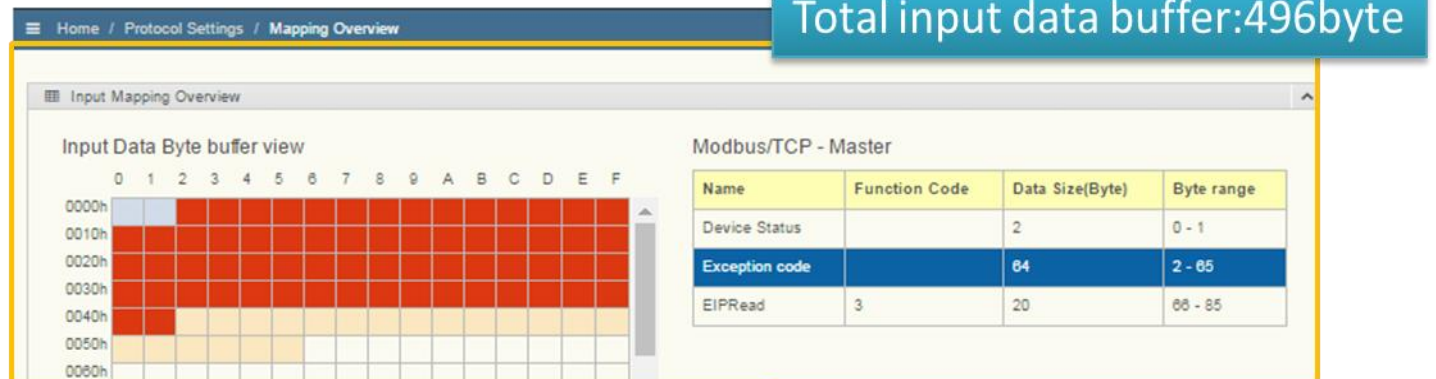 Total input data buffer:496byte
Home / Protocol Settings / Mapping Overview
Input Mapping Overview
Input Data Byte buffer view
0 1 2 3 4 5 6 7 8 9 A B C D E F
0000h
0010h
0020h
0030h
0040h
0050h
0060h
Modbus/TCP - Master
Name Function Code Data Size(Byte) Byte range
Device Status 2 0 - 1
Exception code 64 2 - 65
EIPRead 3 20 66 - 85